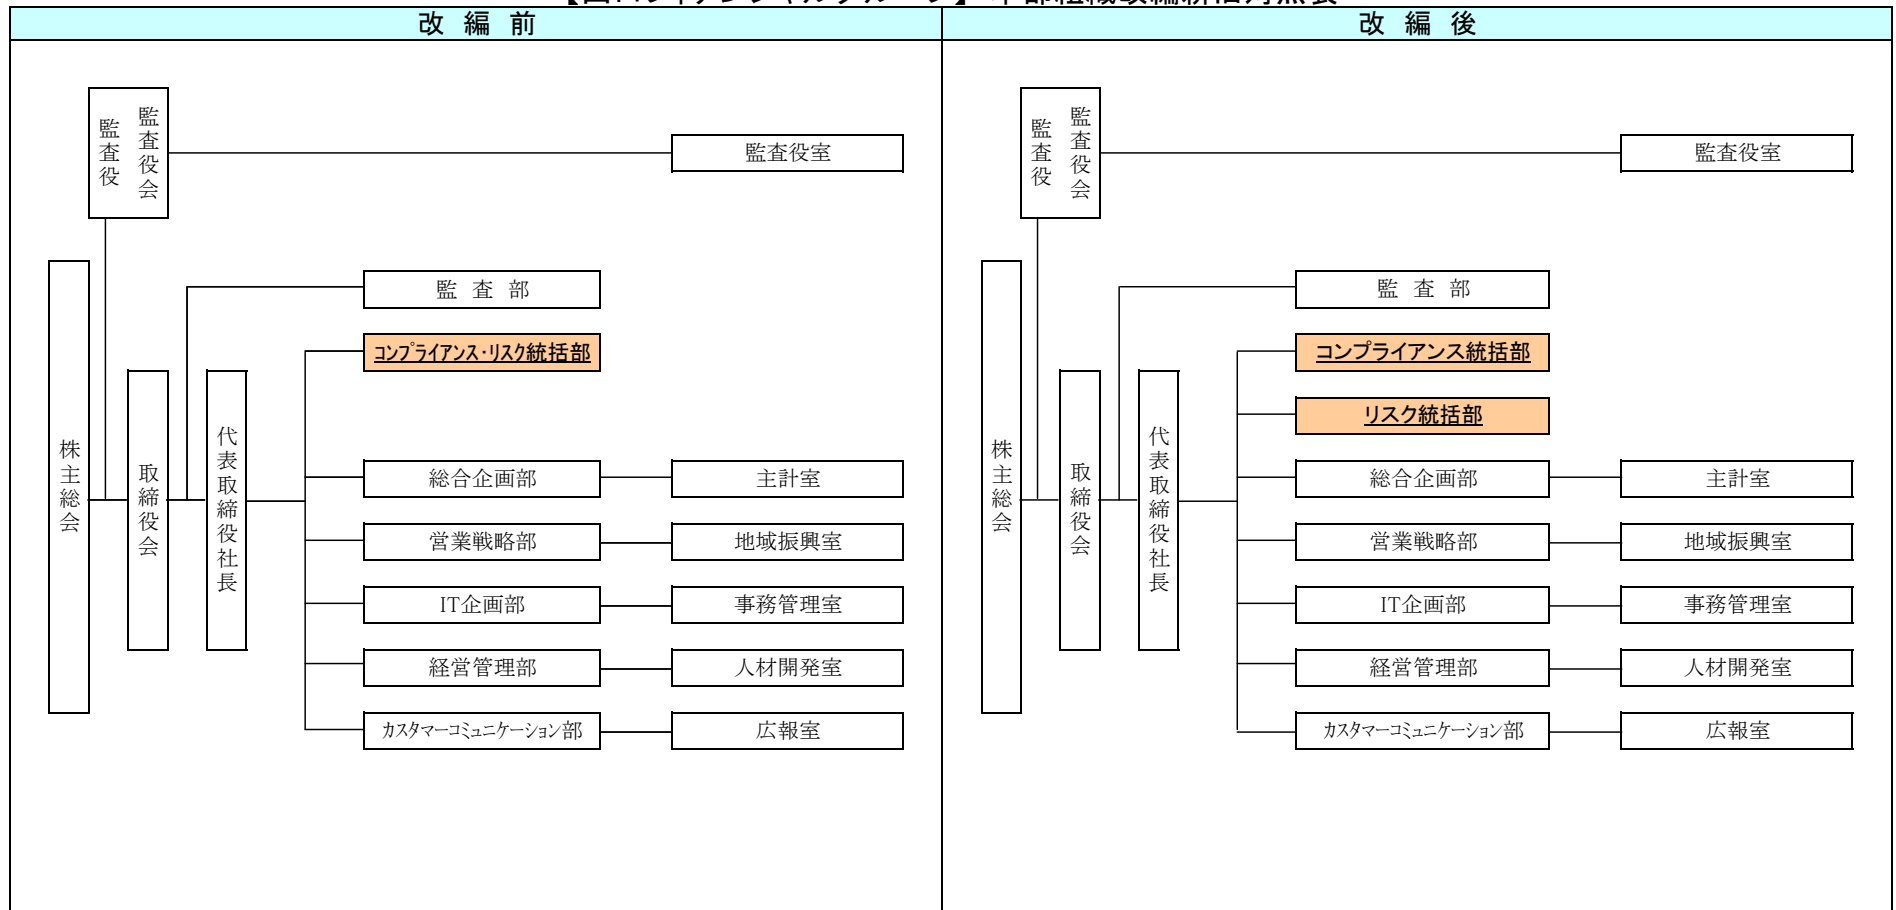 改 編 前
監査役
監査役会
監査役室
監 査 部
コンプライアンス・リスク統括部
株主総会
取締役会
代表取締役社長
総合企画部
主計室
営業戦略部
地域振興室
IT企画部
事務管理室
経営管理部
人材開発室
カスタマーコミュニケーション部
広報室
改 編 後
監査役
監査役会
監査役室
監 査 部
コンプライアンス統括部
リスク統括部
株主総会
取締役会
代表取締役社長
総合企画部
主計室
営業戦略部
地域振興室
IT企画部
事務管理室
経営管理部
人材開発室
カスタマーコミュニケーション部
広報室